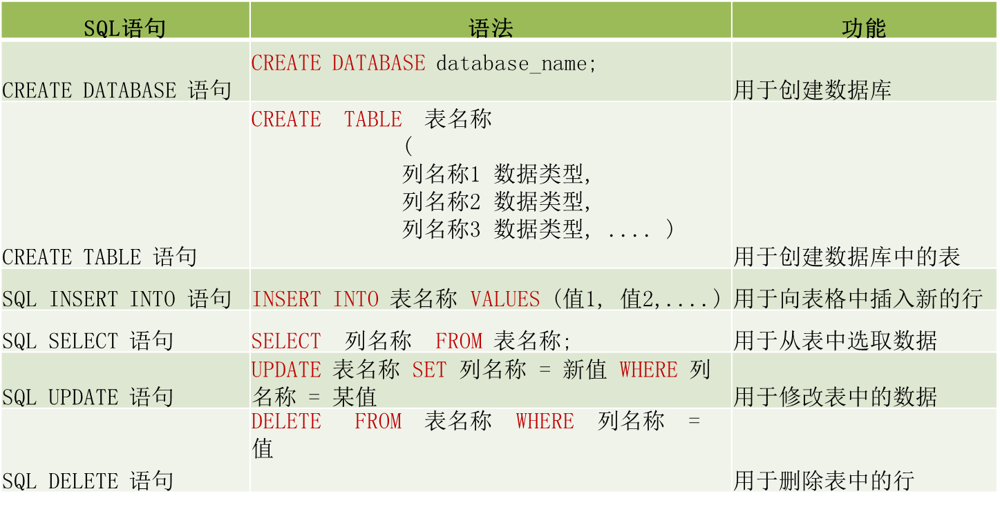 SQL语句 语法 功能
CREATE DATABASE database_name;
CREATE DATABASE 语句 用于创建数据库
CREATE TABLE 表名称
(
列名称1 数据类型,
列名称2 数据类型,
列名称3 数据类型, .... )
CREATE TABLE 语句 用于创建数据库中的表
SQL INSERT INTO 语句 INSERT INTO 表名称 VALUES (值1, 值2,....) 用于向表格中插入新的行
SQL SELECT 语句 SELECT 列名称 FROM 表名称; 用于从表中选取数据
UPDATE 表名称 SET 列名称 = 新值 WHERE 列
名称 = 某值
SQL UPDATE 语句 用于修改表中的数据
DELETE FROM 表名称 WHERE 列名称 =
值
SQL DELETE 语句 用于删除表中的行